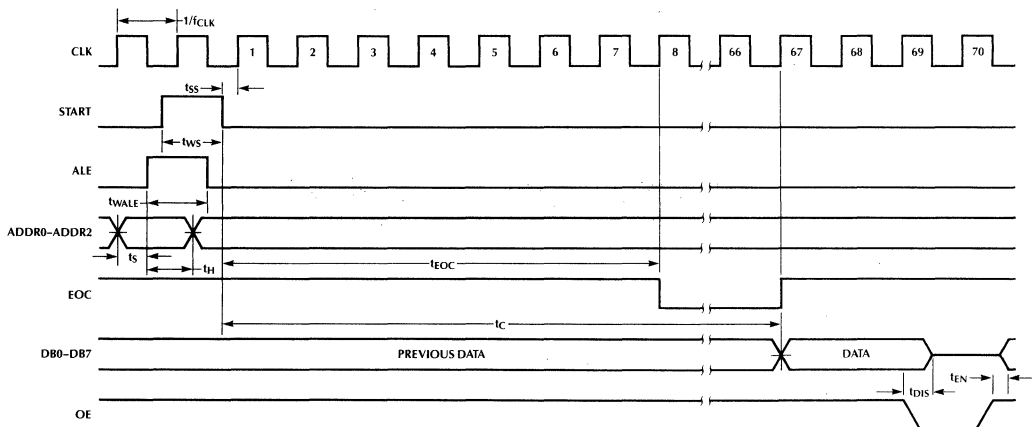 1/fCLK
CLK 1 2 3 4 5 6 7 8 66 67 68 69 70
tSS
START
tWS
ALE
tWALE
ADDR0–ADDR2
tS
tH
tEOC
EOC
tC
DB0–DB7 PREVIOUS DATA DATA
tDIS
tEN
OE